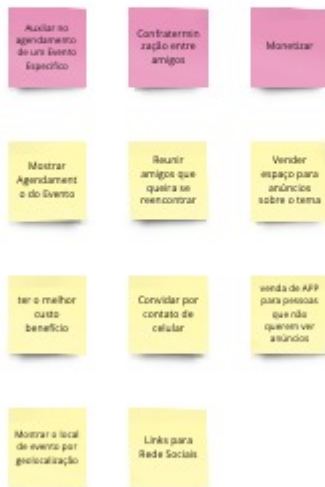 Auxiliar no
agendamento
de um Evento
Específico
Confratermin
zação entre
amigos
Monetizar
Mostrar
Agendament
o do Evento
Reunir
amigos que
queira se
reencontrar
Vender
espaço para
anúncios
sobre o tema
ter o melhor
custo
benefício
Convidar por
contato de
celular
venda de APP
para pessoas
que não
querem ver
anúncios
Mostrar o local
de evento por
geolocalização
Links para
Rede Sociais